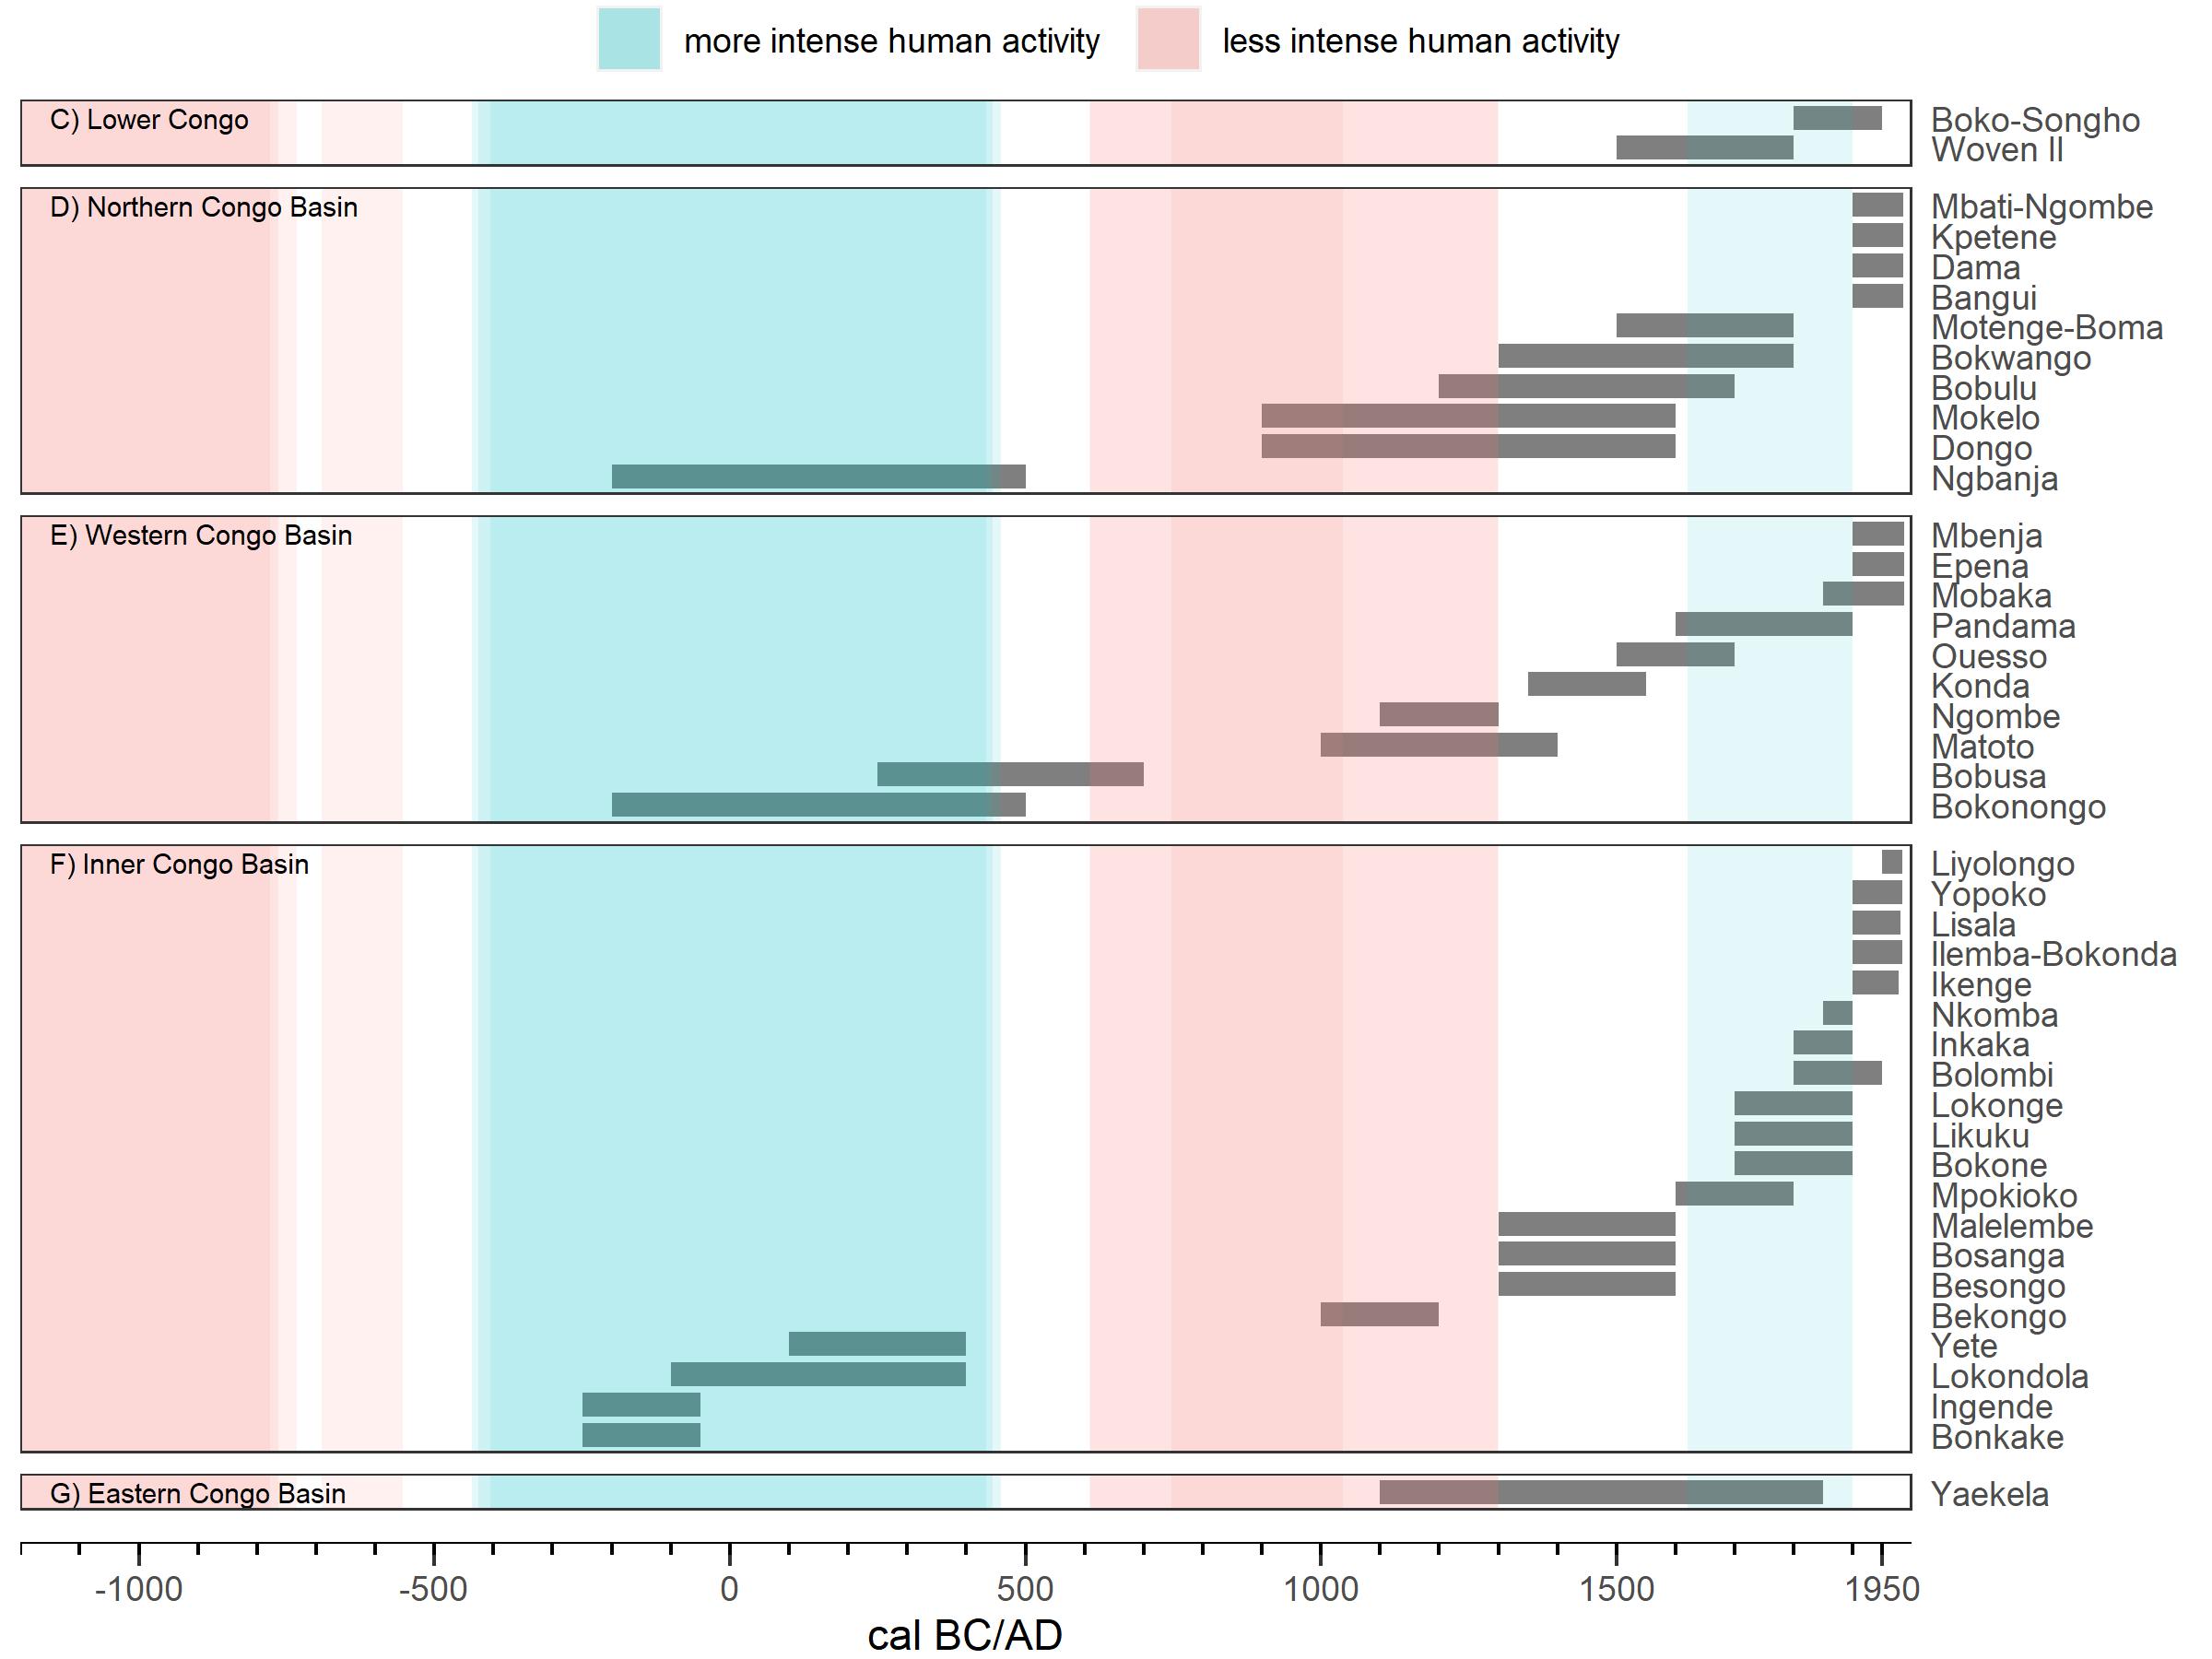 more intense human activity
less intense human activity
C) Lower Congo
Boko-Songho
Woven II
D) Northern Congo Basin
Mbati-Ngombe
Kpetene
Dama
Bangui
Motenge-Boma
Bokwango
Bobulu
Mokelo
Dongo
Ngbanja
E) Western Congo Basin
Mbenja
Epena
Mobaka
Pandama
Ouesso
Konda
Ngombe
Matoto
Bobusa
Bokonongo
F) Inner Congo Basin
Liyolongo
Yopoko
Lisala
Ilemba-Bokonda
Ikenge
Nkomba
Inkaka
Bolombi
Lokonge
Likuku
Bokone
Mpokioko
Malelembe
Bosanga
Besongo
Bekongo
Yete
Lokondola
Ingende
Bonkake
G) Eastern Congo Basin
Yaekela
-1000 -500 0 500 1000 1500 1950
cal BC/AD